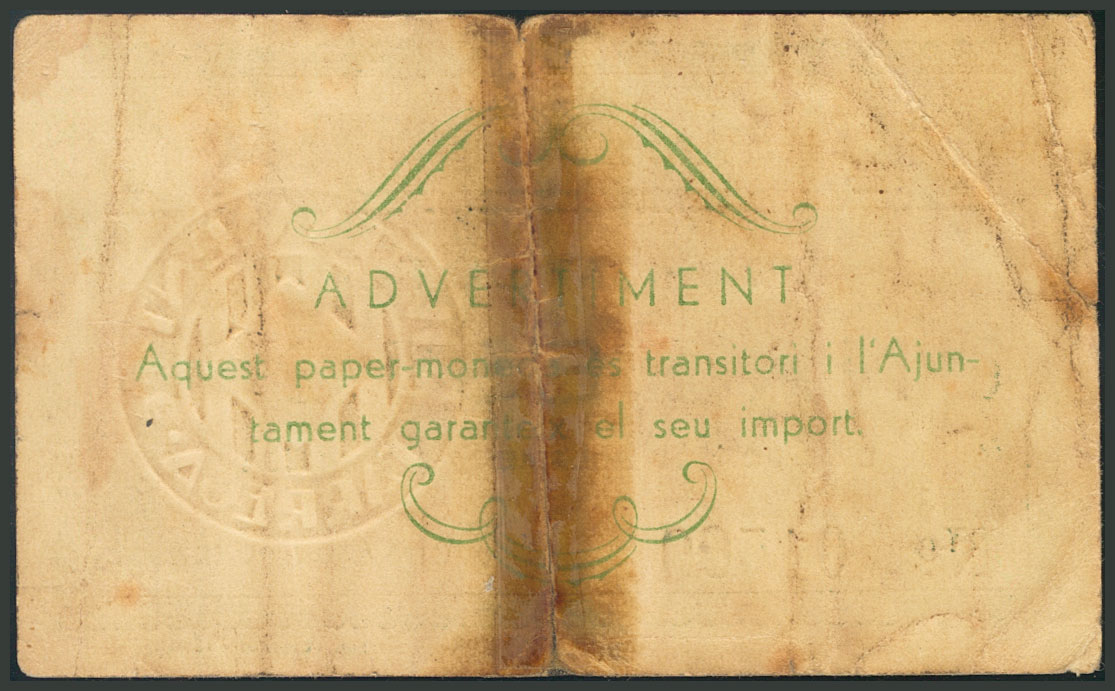 ADVERTIMENT
Aquest paper-moneda és transitori i l'Ajun-
tament garanteix el seu import.